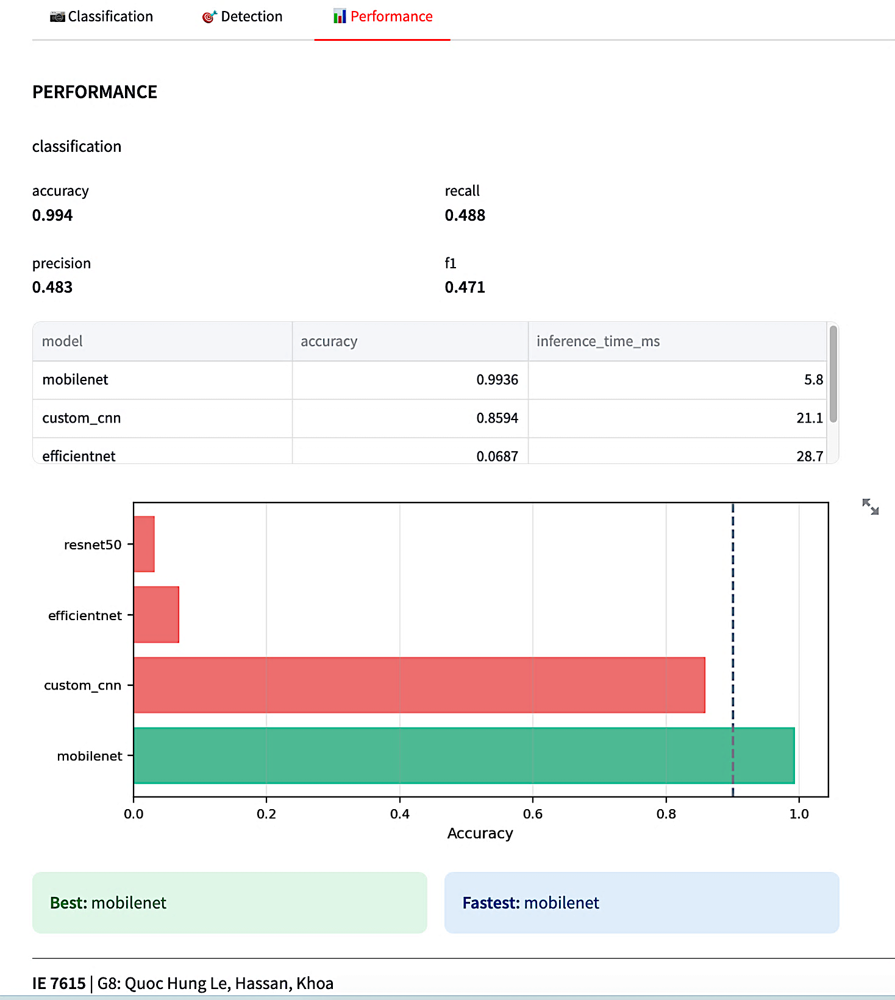 Classification Detection Performance
PERFORMANCE
classification
accuracy recall
0.994 0.488
precision f1
0.483 0.471
model accuracy inference_time_ms
mobilenet 0.9936 5.8
custom_cnn 0.8594 21.1
efficientnet 0.0687 28.7
resnet50
efficientnet
custom_cnn
mobilenet
0.0 0.2 0.4 0.6 0.8 1.0
Accuracy
Best: mobilenet Fastest: mobilenet
IE 7615 | G8: Quoc Hung Le, Hassan, Khoa